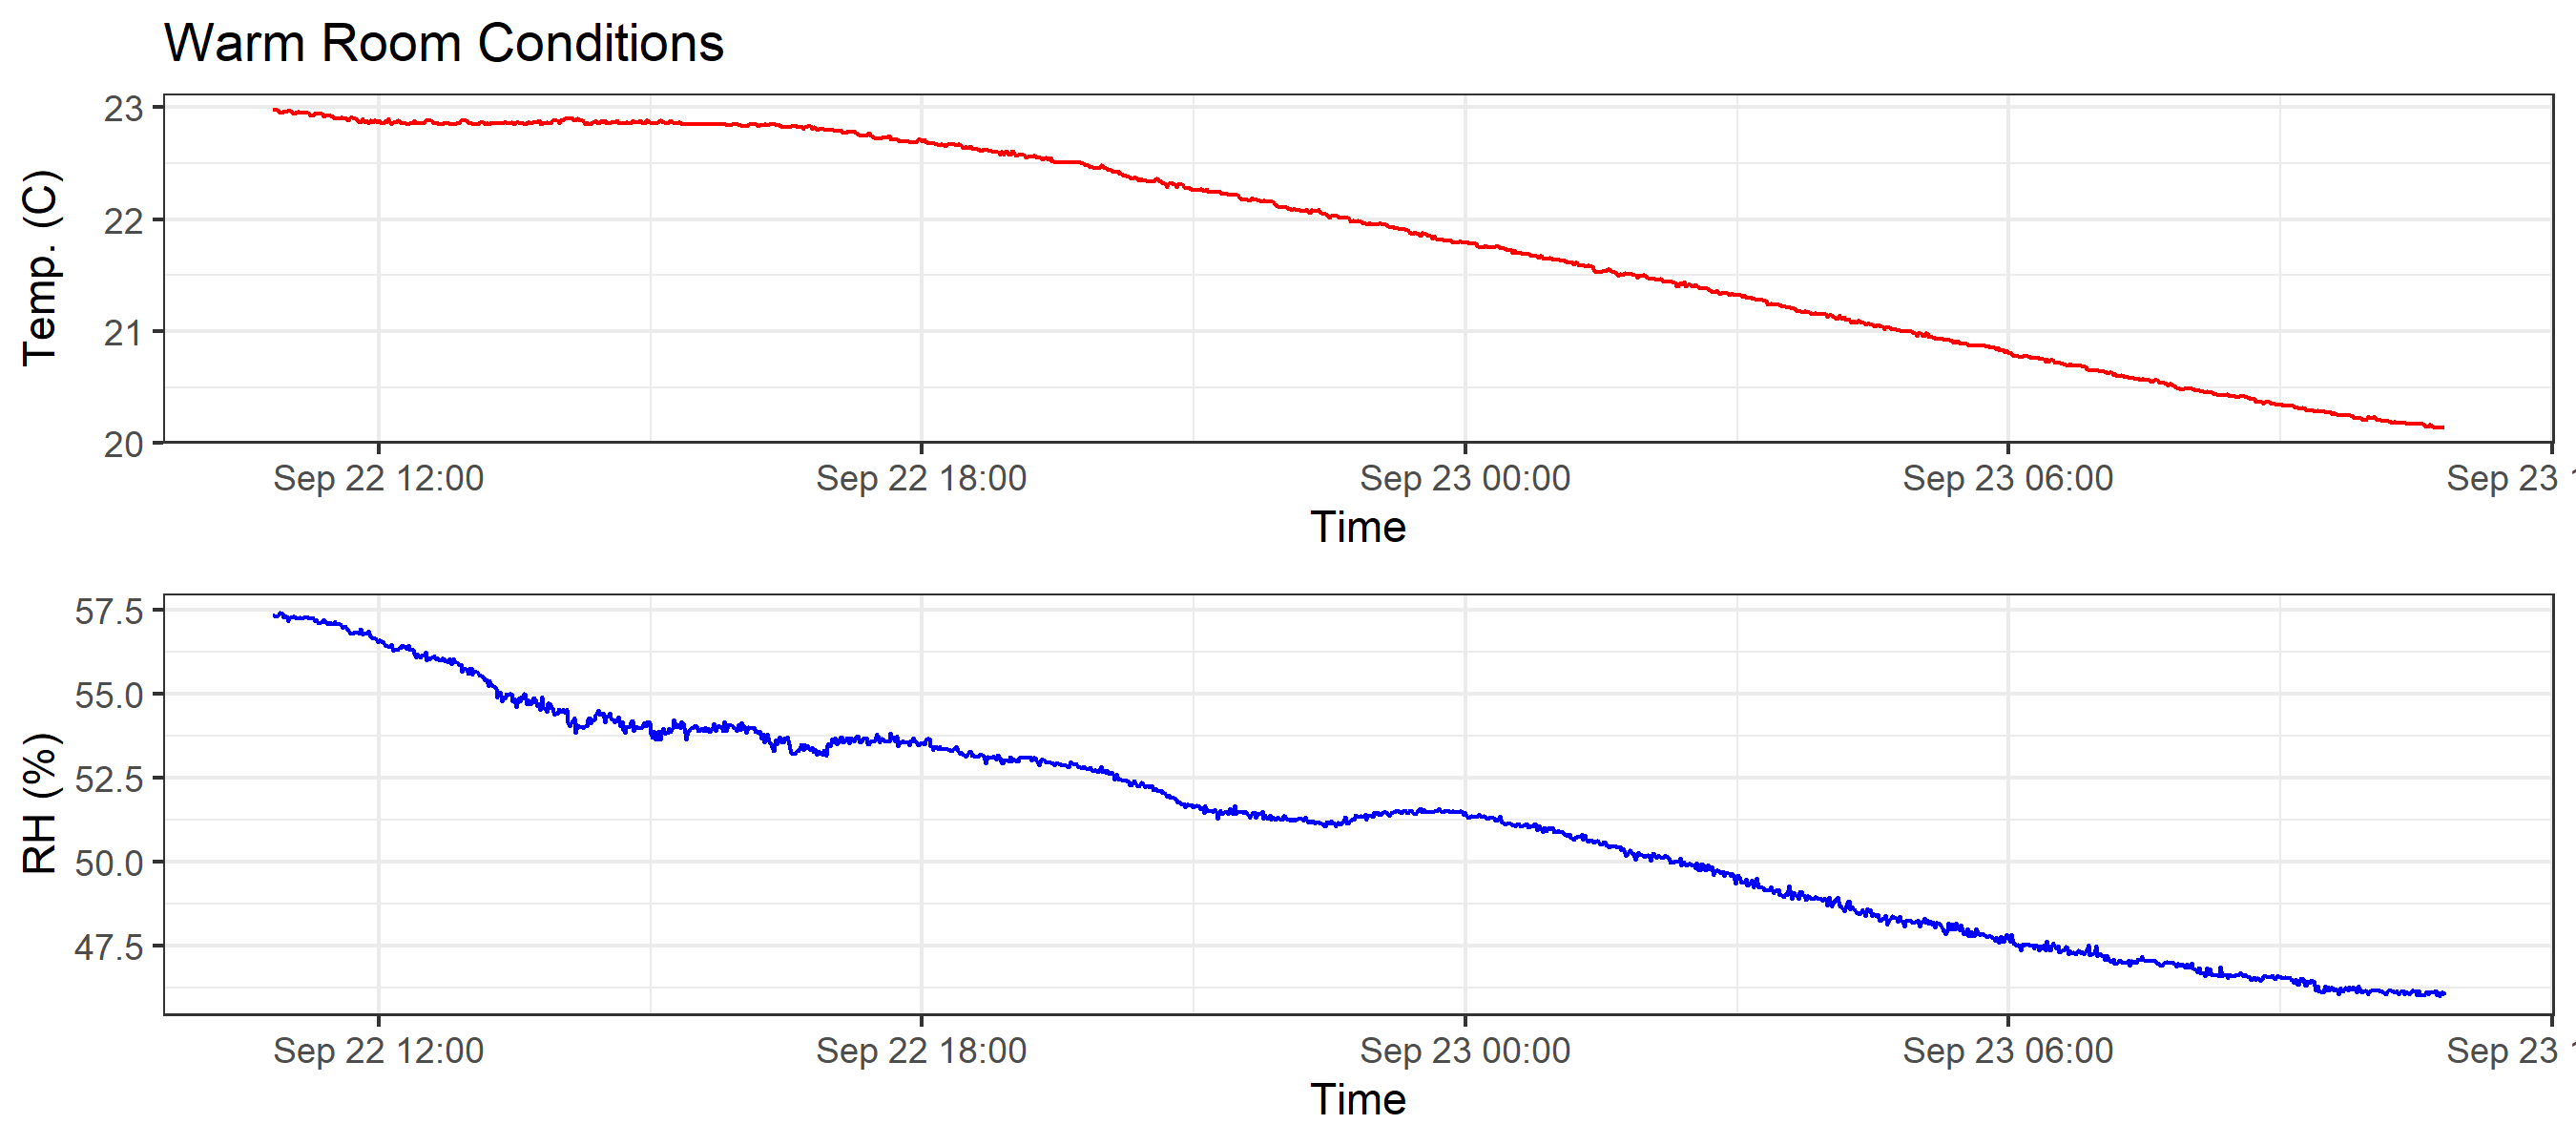 Warm Room Conditions
23
22
21
20
Temp. (C)
Sep 22 12:00 Sep 22 18:00 Sep 23 00:00 Sep 23 06:00 Sep 23 1
Time
57.5
55.0
52.5
50.0
47.5
RH (%)
Sep 22 12:00 Sep 22 18:00 Sep 23 00:00 Sep 23 06:00 Sep 23 1
Time